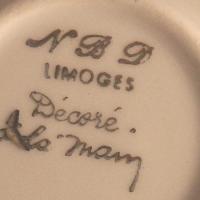 N B D
LIMOGES
Décoré
à la main